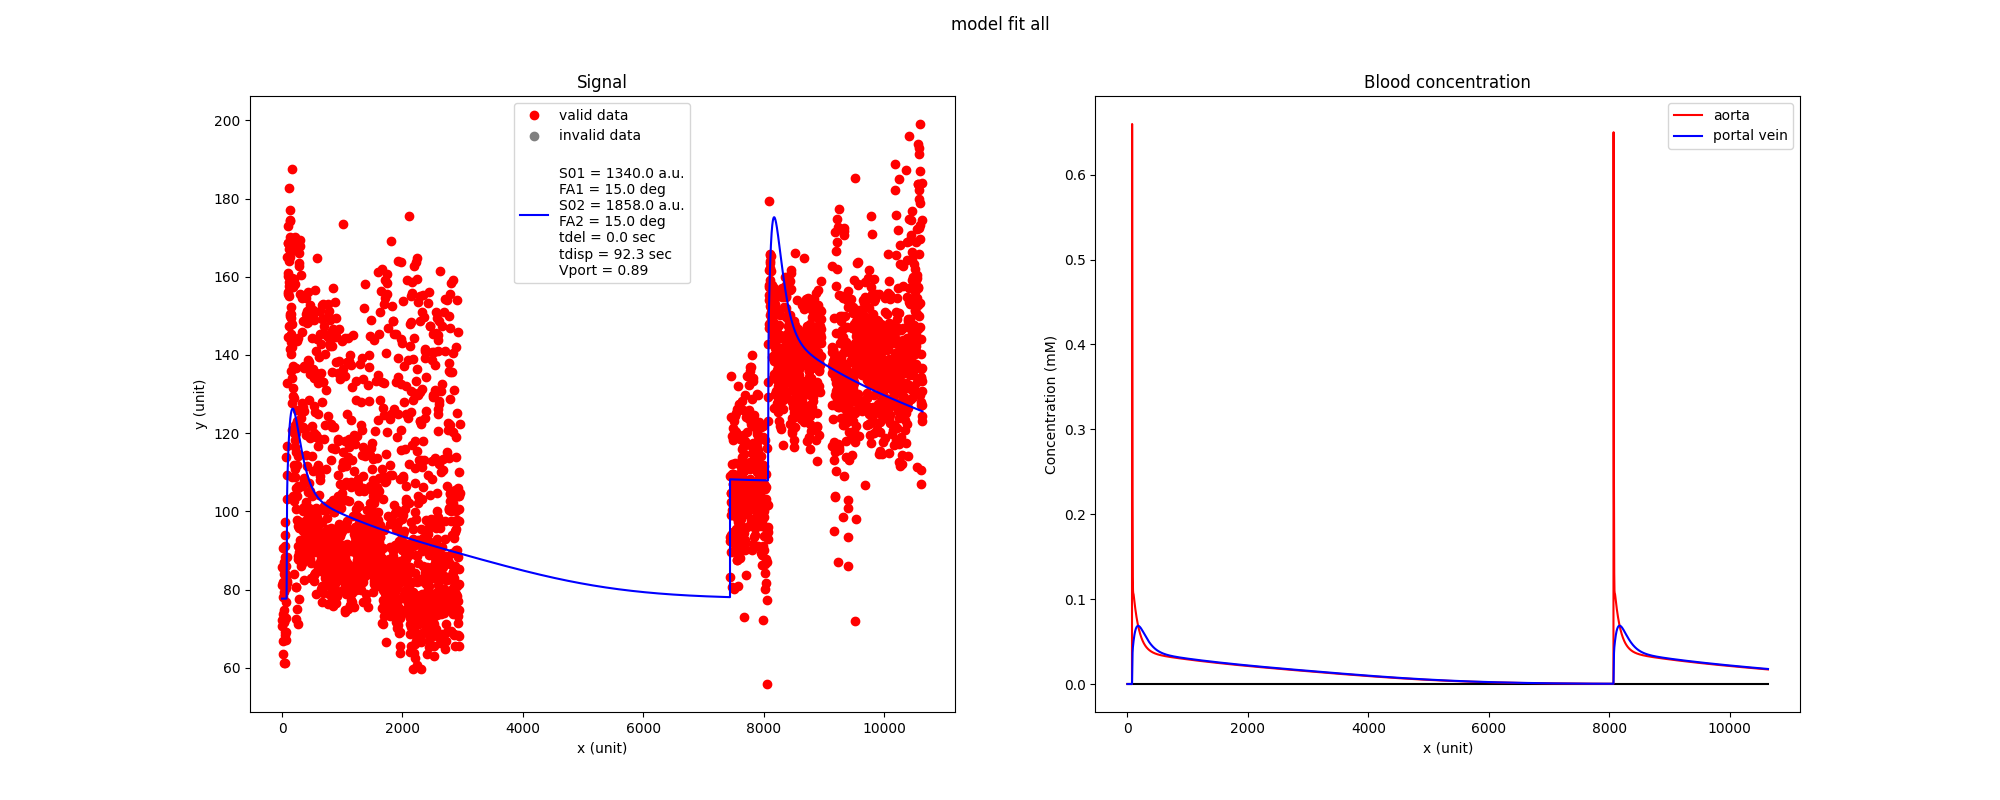 model fit all
Signal
y (unit)
200
180
160
140
120
100
80
60
0
2000
4000
6000
8000
10000
x (unit)
valid data
invalid data
S01 = 1340.0 a.u.
FA1 = 15.0 deg
S02 = 1858.0 a.u.
FA2 = 15.0 deg
tdel = 0.0 sec
tdisp = 92.3 sec
Vport = 0.89
Blood concentration
Concentration (mM)
0.6
0.5
0.4
0.3
0.2
0.1
0.0
0
2000
4000
6000
8000
10000
x (unit)
aorta
portal vein